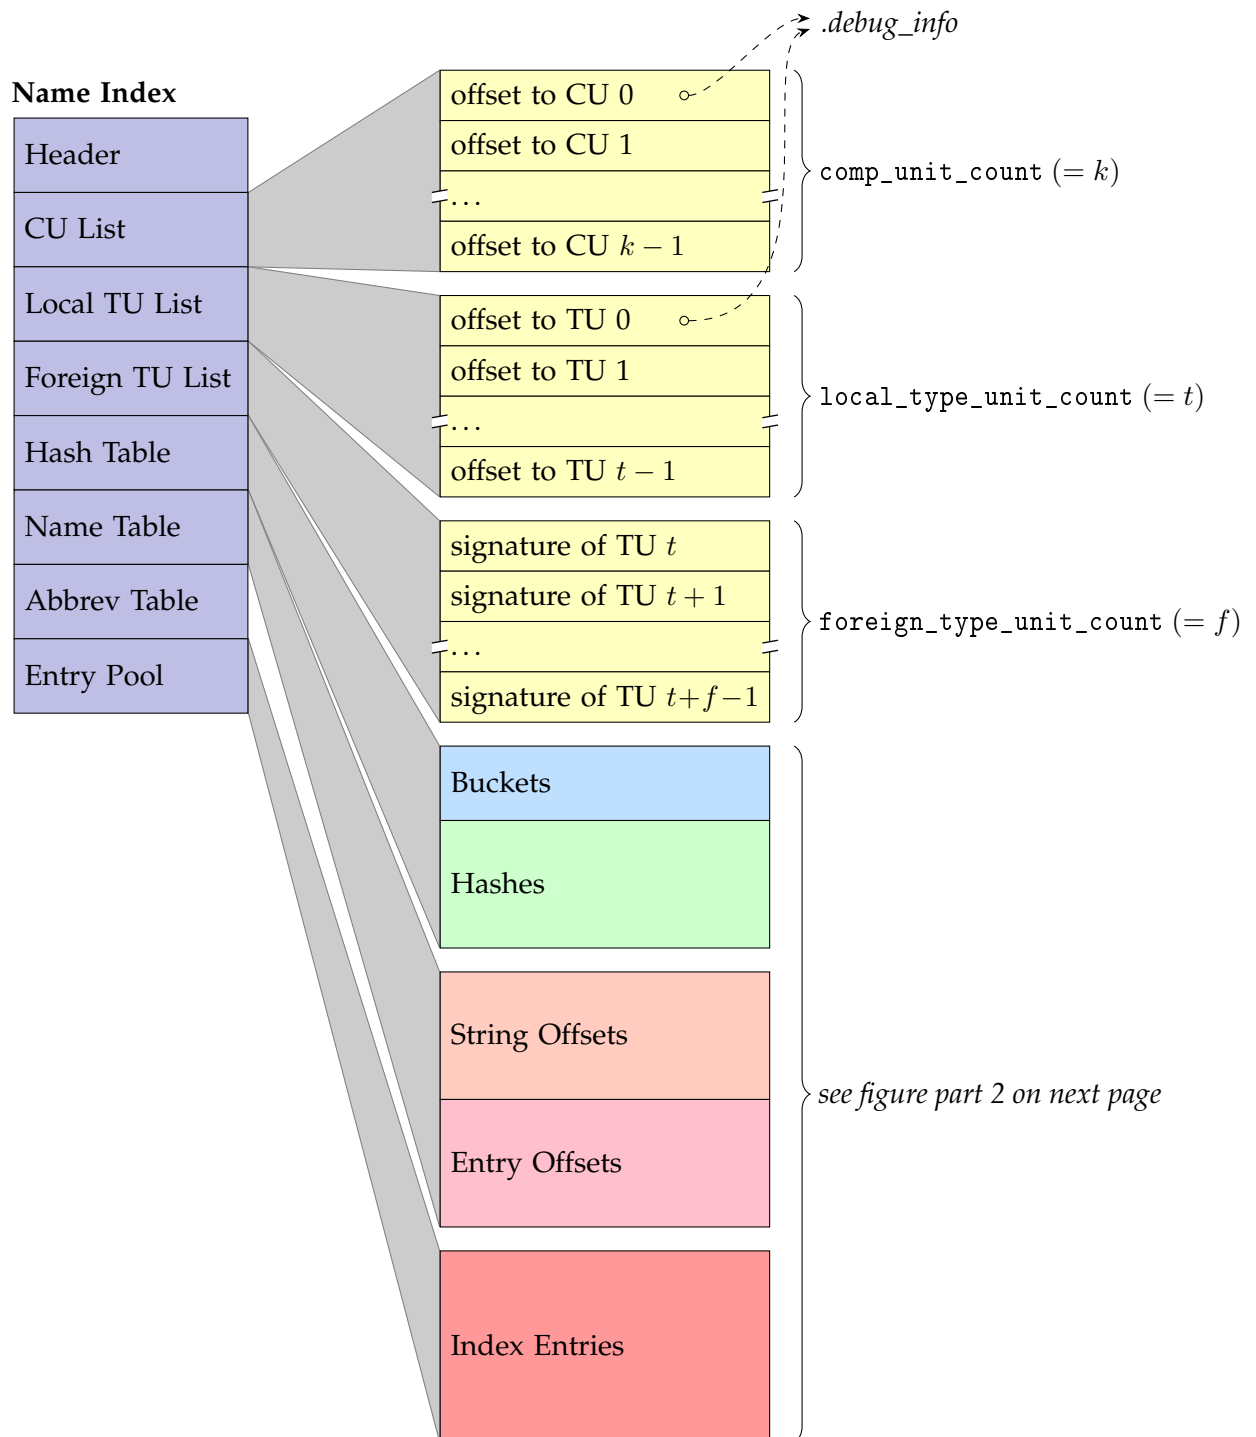 .debug_info
Name Index
Header
CU List
Local TU List
Foreign TU List
Hash Table
Name Table
Abbrev Table
Entry Pool
offset to CU 0
offset to CU 1
...
offset to CU k − 1
comp_unit_count (= k)
offset to TU 0
offset to TU 1
...
offset to TU t − 1
local_type_unit_count (= t)
signature of TU t
signature of TU t + 1
...
signature of TU t+f−1
foreign_type_unit_count (= f)
Buckets
Hashes
String Offsets
Entry Offsets
Index Entries
see figure part 2 on next page